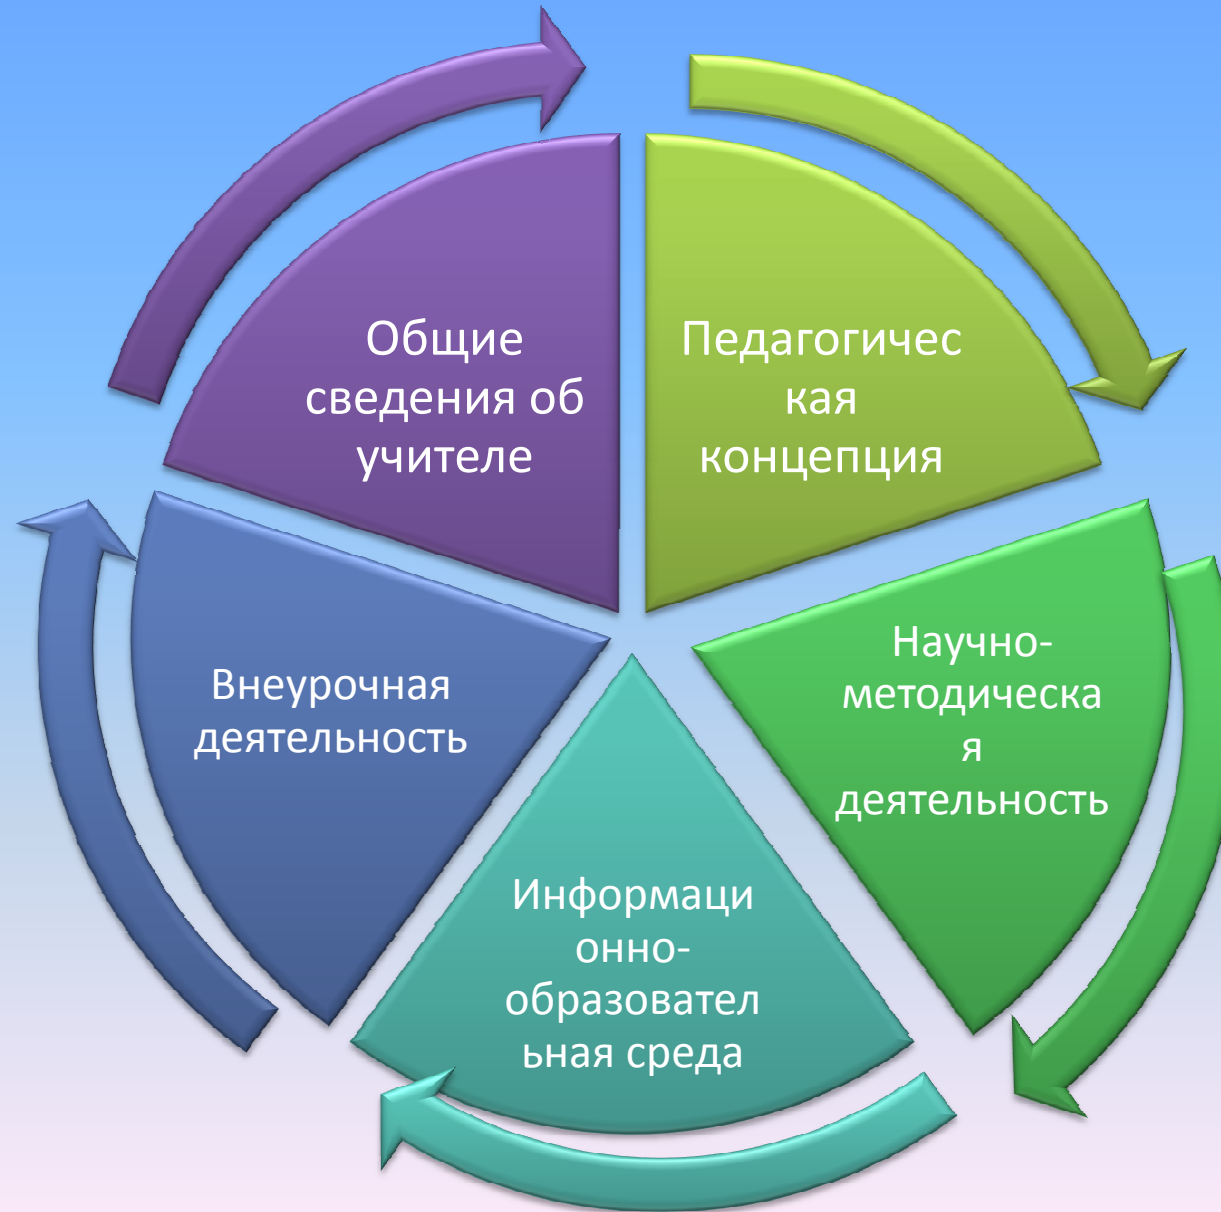 Общие
сведения об
учителе
Педагогичес
кая
концепция
Научно-
методическа
я
деятельность
Информаци
онно-
образовател
ьная среда
Внеурочная
деятельность